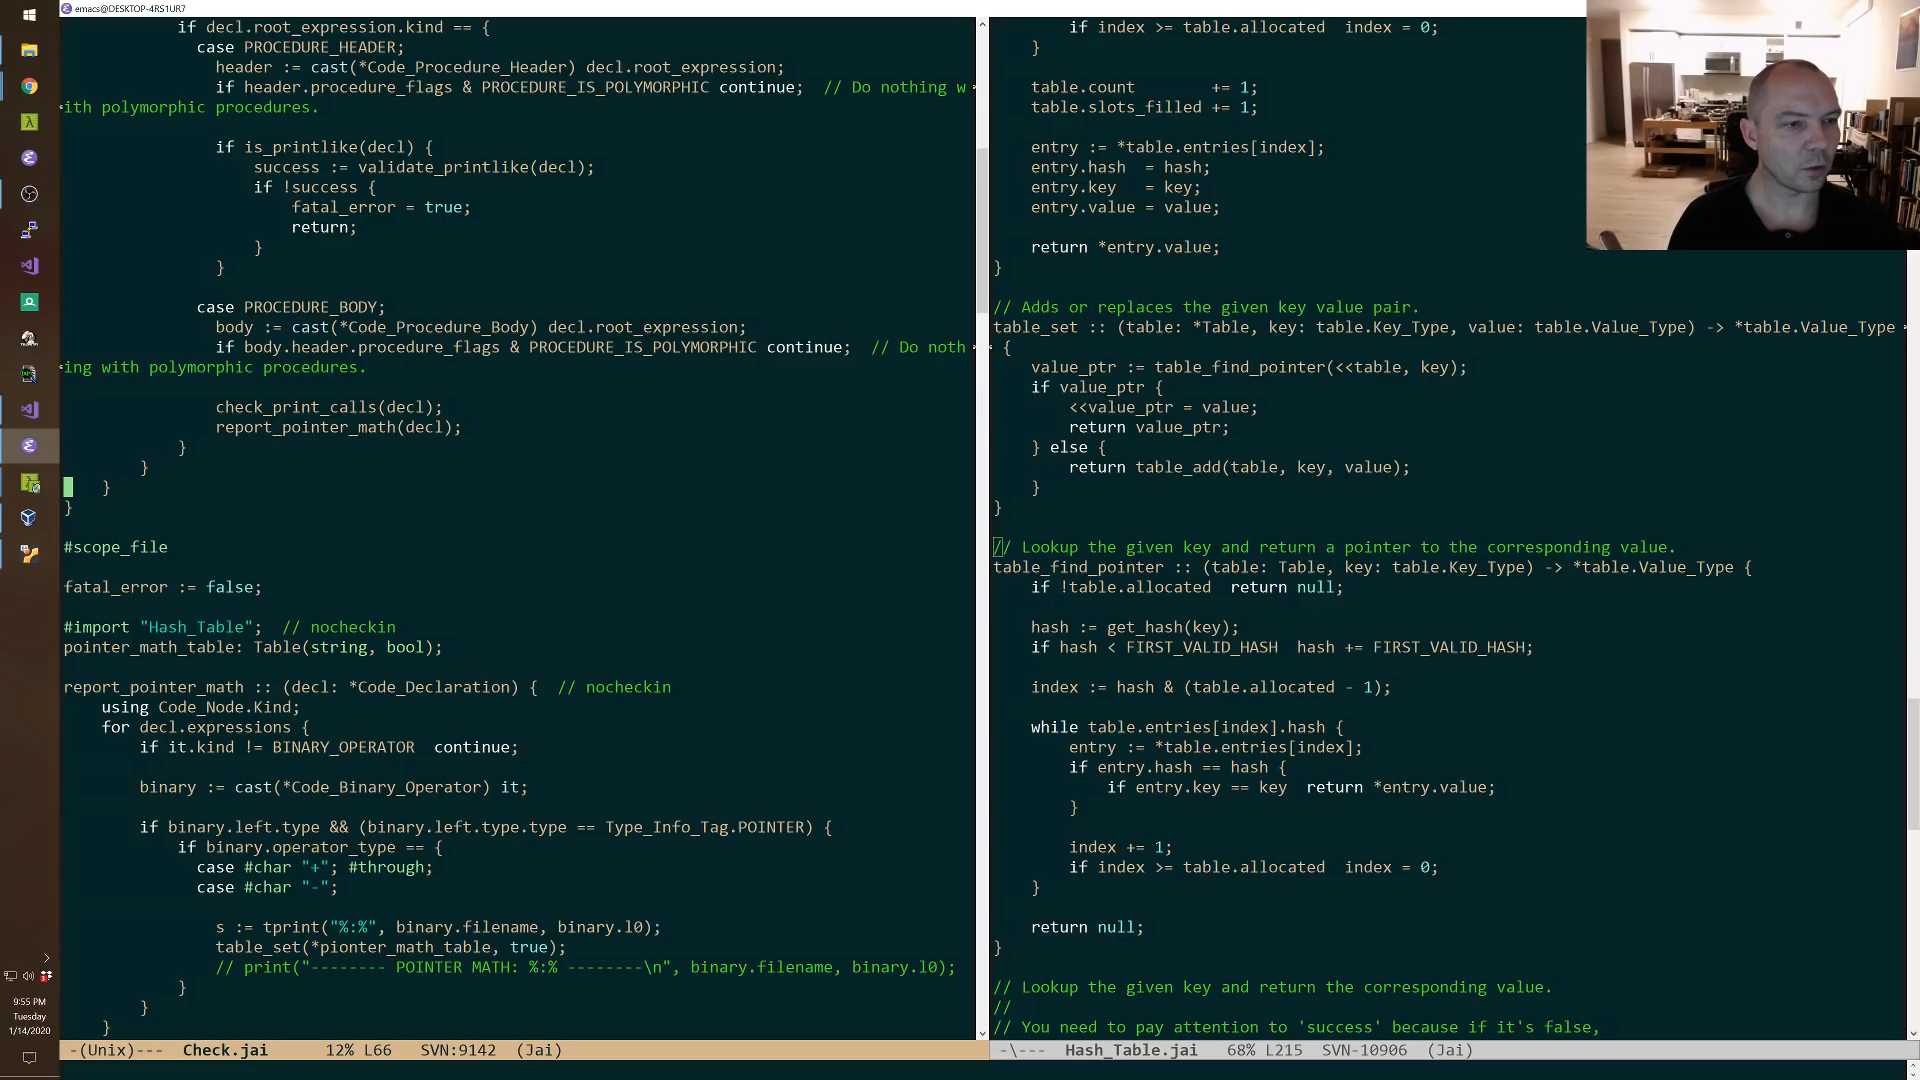 emacs@DESKTOP-4RS1UR7
if decl.root_expression.kind == {
case PROCEDURE_HEADER;
header := cast(*Code_Procedure_Header) decl.root_expression;
if header.procedure_flags & PROCEDURE_IS_POLYMORPHIC continue;  // Do nothing w
ith polymorphic procedures.
if is_printlike(decl) {
success := validate_printlike(decl);
if !success {
fatal_error = true;
return;
}
}
case PROCEDURE_BODY;
body := cast(*Code_Procedure_Body) decl.root_expression;
if body.header.procedure_flags & PROCEDURE_IS_POLYMORPHIC continue;  // Do noth
ing with polymorphic procedures.
check_print_calls(decl);
report_pointer_math(decl);
}
}
}
}
#scope_file
fatal_error := false;
#import "Hash_Table";  // nocheckin
pointer_math_table: Table(string, bool);
report_pointer_math :: (decl: *Code_Declaration) {  // nocheckin
using Code_Node.Kind;
for decl.expressions {
if it.kind != BINARY_OPERATOR  continue;
binary := cast(*Code_Binary_Operator) it;
if binary.left.type && (binary.left.type.type == Type_Info_Tag.POINTER) {
if binary.operator_type == {
case #char "+"; #through;
case #char "-";
s := tprint("%:%", binary.filename, binary.l0);
table_set(*pionter_math_table, true);
// print("-------- POINTER MATH: %:% --------\n", binary.filename, binary.l0);
}
}
}
-(Unix)---  Check.jai      12% L66    SVN:9142  (Jai)
if index >= table.allocated  index = 0;
}
table.count        += 1;
table.slots_filled += 1;
entry := *table.entries[index];
entry.hash  = hash;
entry.key   = key;
entry.value = value;
return *entry.value;
}
// Adds or replaces the given key value pair.
table_set :: (table: *Table, key: table.Key_Type, value: table.Value_Type) -> *table.Value_Type
{
value_ptr := table_find_pointer(<<table, key);
if value_ptr {
<<value_ptr = value;
return value_ptr;
} else {
return table_add(table, key, value);
}
}
// Lookup the given key and return a pointer to the corresponding value.
table_find_pointer :: (table: Table, key: table.Key_Type) -> *table.Value_Type {
if !table.allocated  return null;
hash := get_hash(key);
if hash < FIRST_VALID_HASH  hash += FIRST_VALID_HASH;
index := hash & (table.allocated - 1);
while table.entries[index].hash {
entry := *table.entries[index];
if entry.hash == hash {
if entry.key == key  return *entry.value;
}
index += 1;
if index >= table.allocated  index = 0;
}
return null;
}
// Lookup the given key and return the corresponding value.
//
// You need to pay attention to 'success' because if it's false,
-\---  Hash_Table.jai   68% L215  SVN-10906  (Jai)
9:55 PM
Tuesday
1/14/2020